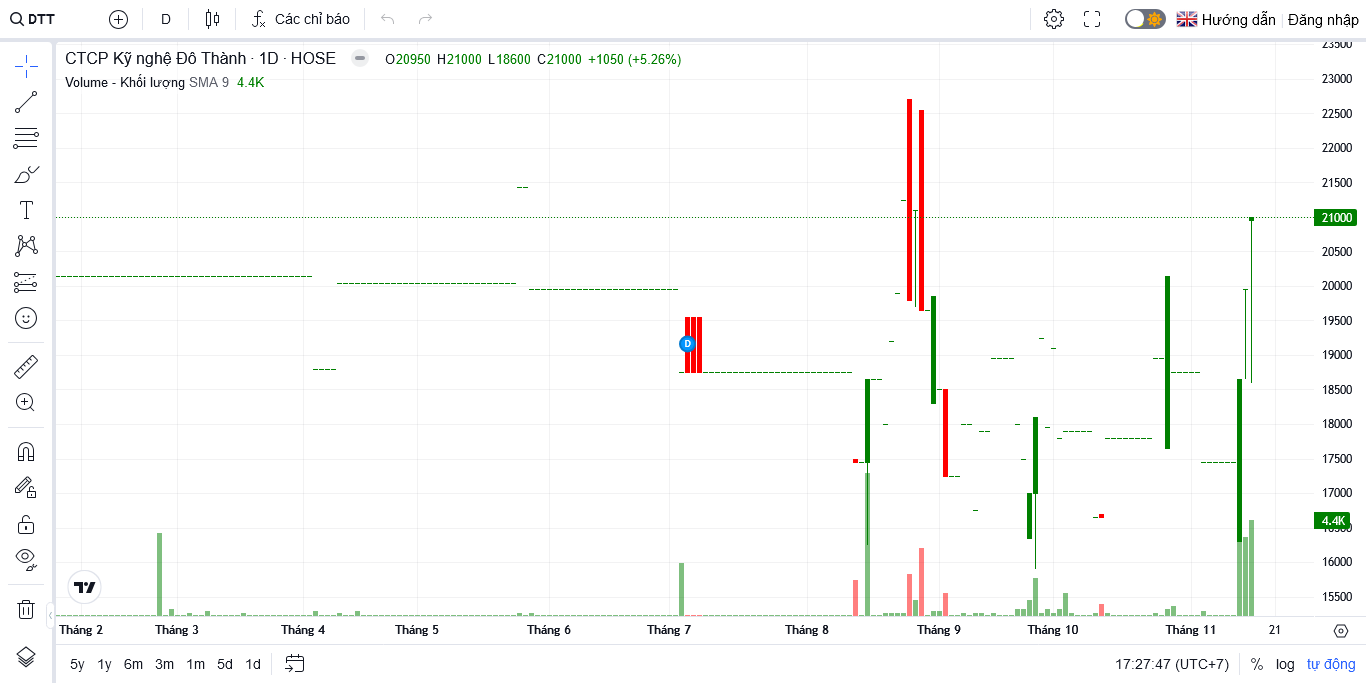 DTT D Các chỉ báo Hướng dẫn Đăng nhập
CTCP Kỹ nghệ Đô Thành · 1D · HOSE O20950 H21000 L18600 C21000 +1050 (+5.26%)
Volume - Khối lượng SMA 9 4.4K
23500
23000
22500
22000
21500
21000
20500
20000
19500
19000
D
18500
18000
17500
17000
4.4K
16500
16000
15500
Tháng 2 Tháng 3 Tháng 4 Tháng 5 Tháng 6 Tháng 7 Tháng 8 Tháng 9 Tháng 10 Tháng 11 21
5y 1y 6m 3m 1m 5d 1d 17:27:47 (UTC+7) % log tự động